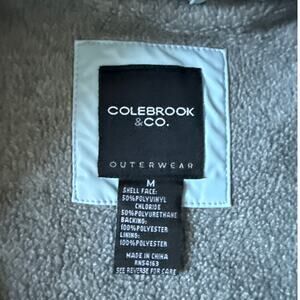 COLEBROOK
& CO.
OUTERWEAR
M
SHELL FACE:
50%POLYVINYL
CHLORIDE
50%POLYURETHANE
BACKING:
100%POLYESTER
LINING:
100%POLYESTER
MADE IN CHINA
RN54163
SEE REVERSE FOR CARE